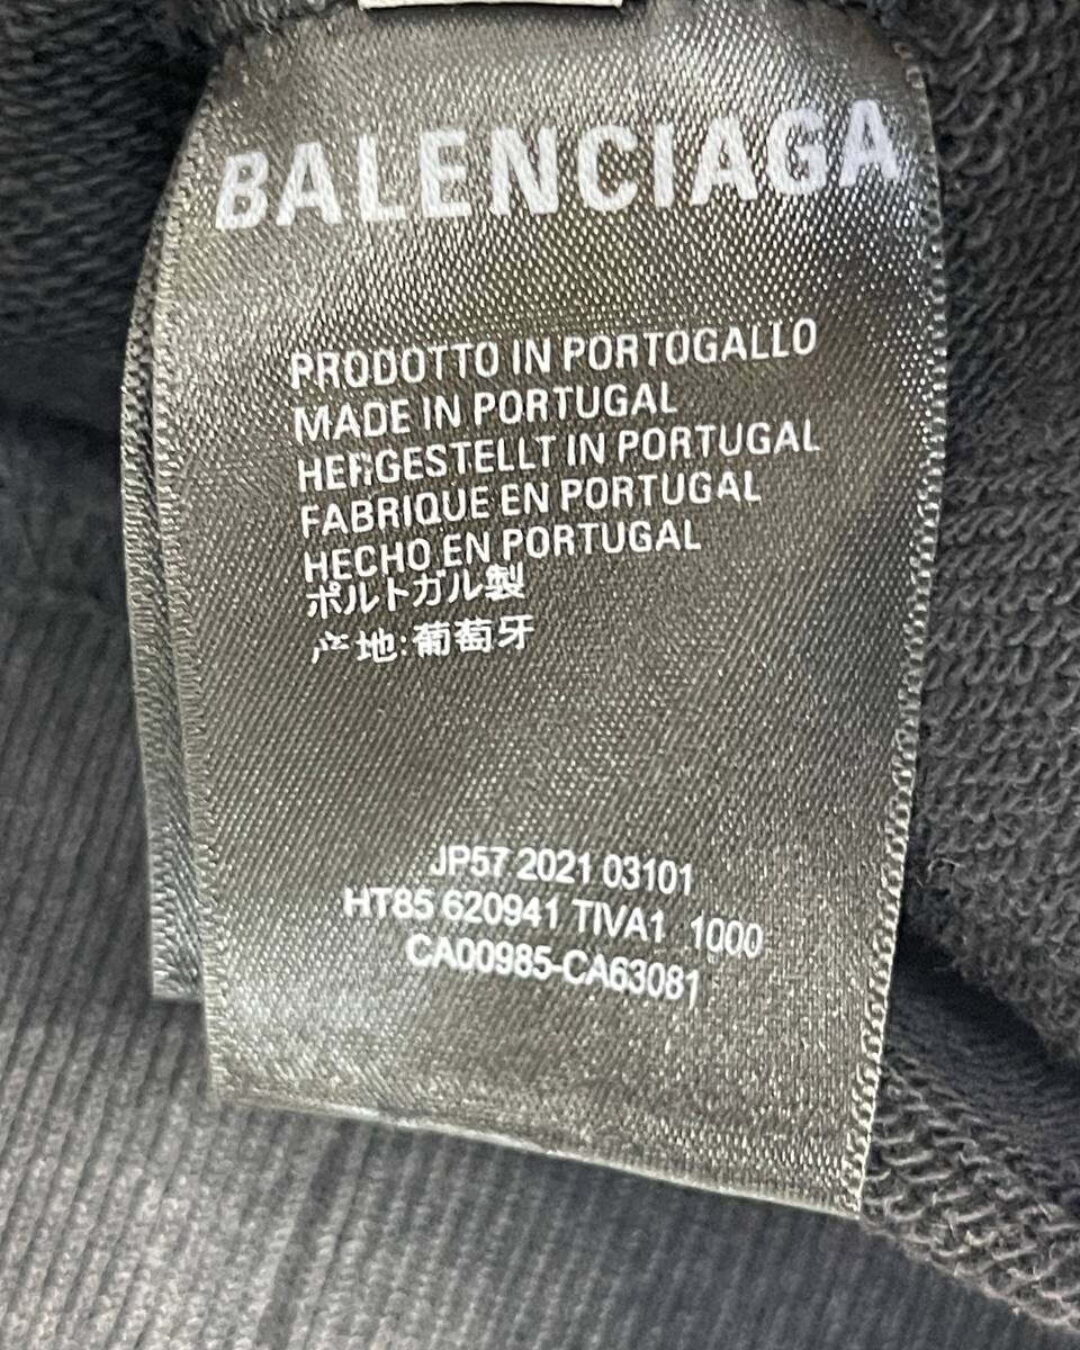 BALENCIAGA
PRODOTTO IN PORTOGALLO
MADE IN PORTUGAL
HERGESTELLT IN PORTUGAL
FABRIQUE EN PORTUGAL
HECHO EN PORTUGAL
ポルトガル製
产地:葡萄牙
JP57 2021 03101
HT85 620941 TIVA1 1000
CA00985-CA63081